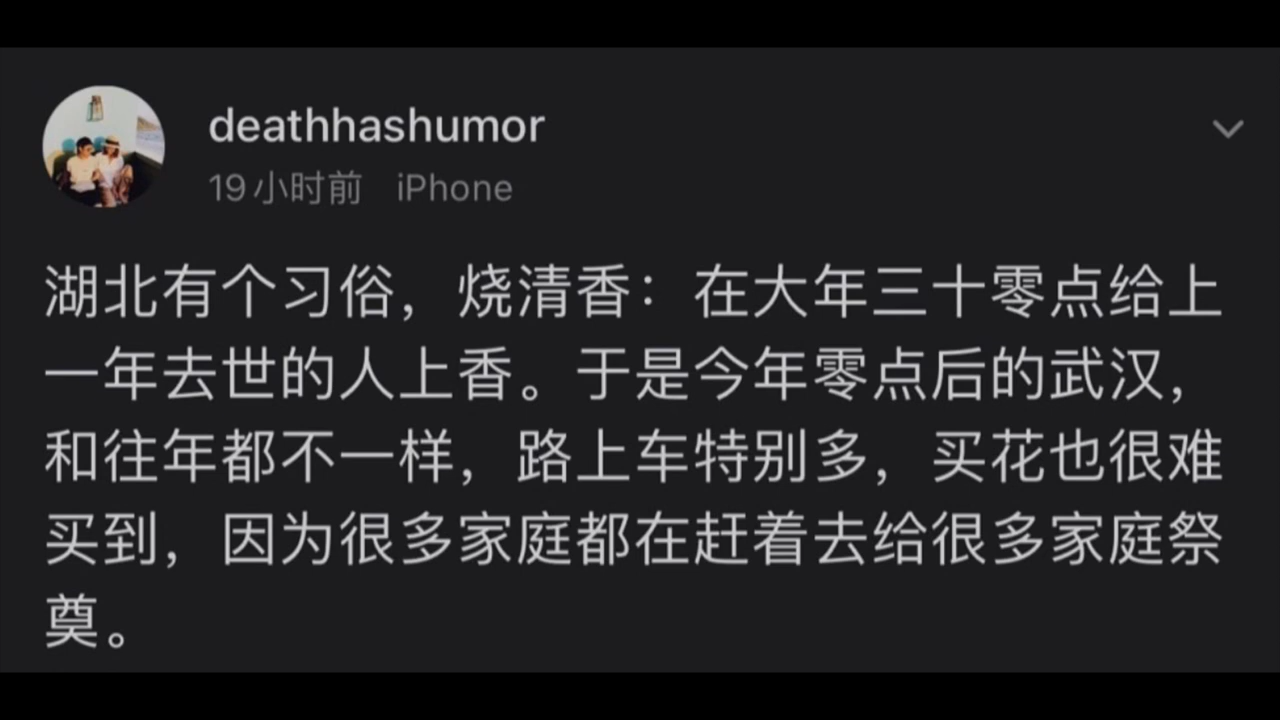 deathhashumor
19小时前 iPhone
湖北有个习俗，烧清香：在大年三十零点给上
一年去世的人上香。于是今年零点后的武汉，
和往年都不一样，路上车特别多，买花也很难
买到，因为很多家庭都在赶着去给很多家庭祭
奠。